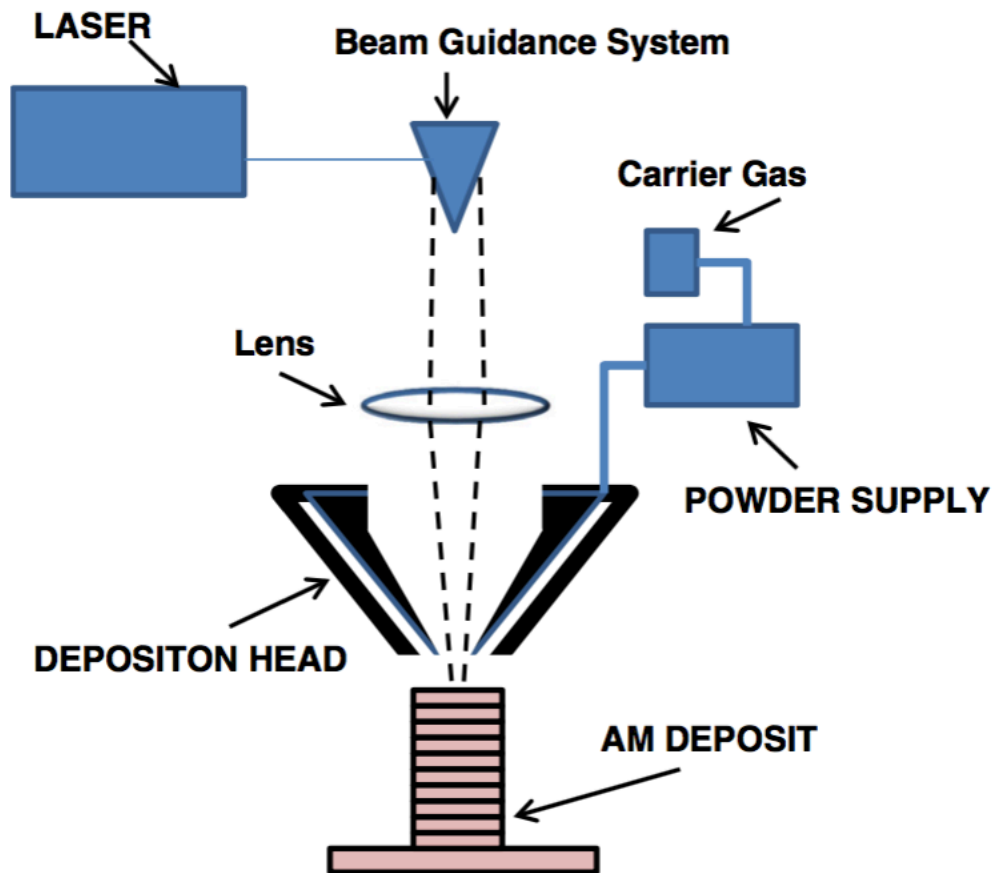 LASER
Beam Guidance System
Carrier Gas
Lens
POWDER SUPPLY
DEPOSITON HEAD
AM DEPOSIT